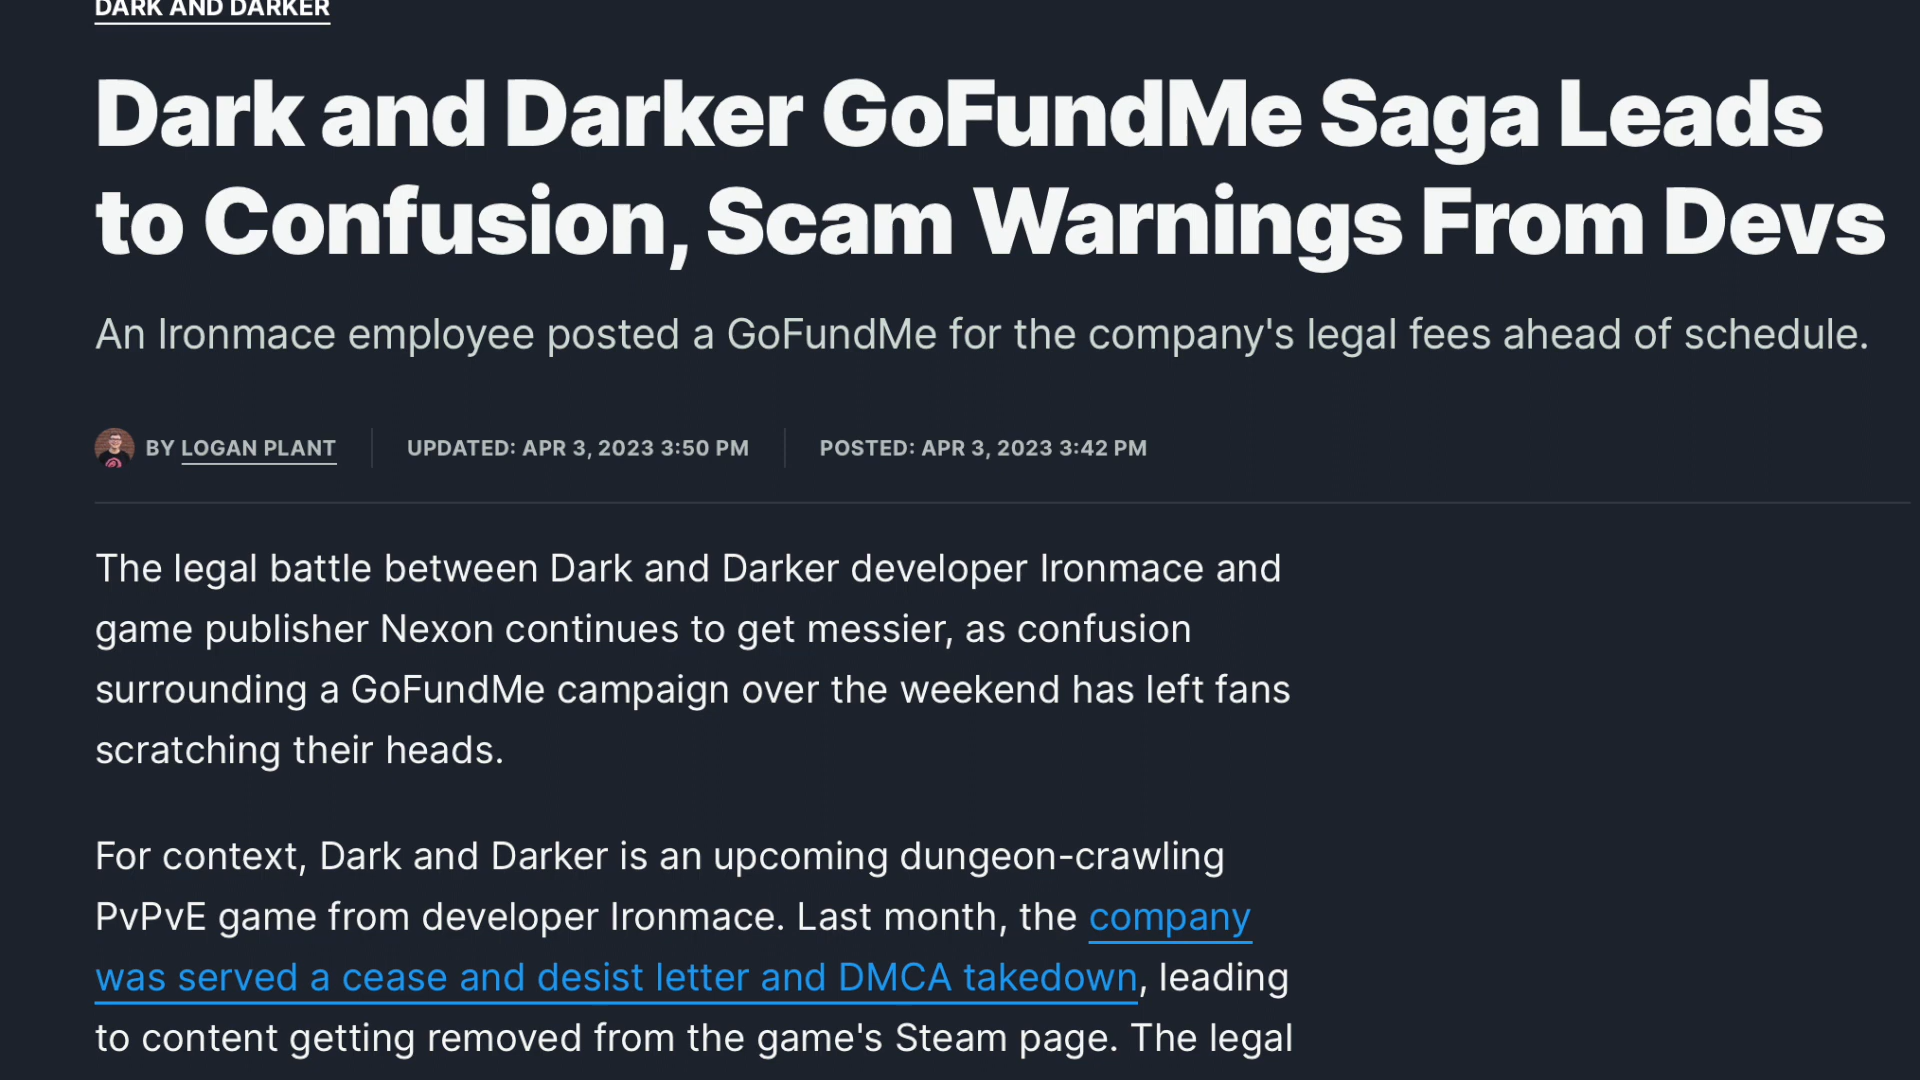 DARK AND DARKER
Dark and Darker GoFundMe Saga Leads
to Confusion, Scam Warnings From Devs
An Ironmace employee posted a GoFundMe for the company's legal fees ahead of schedule.
BY LOGAN PLANT UPDATED: APR 3, 2023 3:50 PM POSTED: APR 3, 2023 3:42 PM
The legal battle between Dark and Darker developer Ironmace and
game publisher Nexon continues to get messier, as confusion
surrounding a GoFundMe campaign over the weekend has left fans
scratching their heads.
For context, Dark and Darker is an upcoming dungeon-crawling
PvPvE game from developer Ironmace. Last month, the company
was served a cease and desist letter and DMCA takedown, leading
to content getting removed from the game's Steam page. The legal